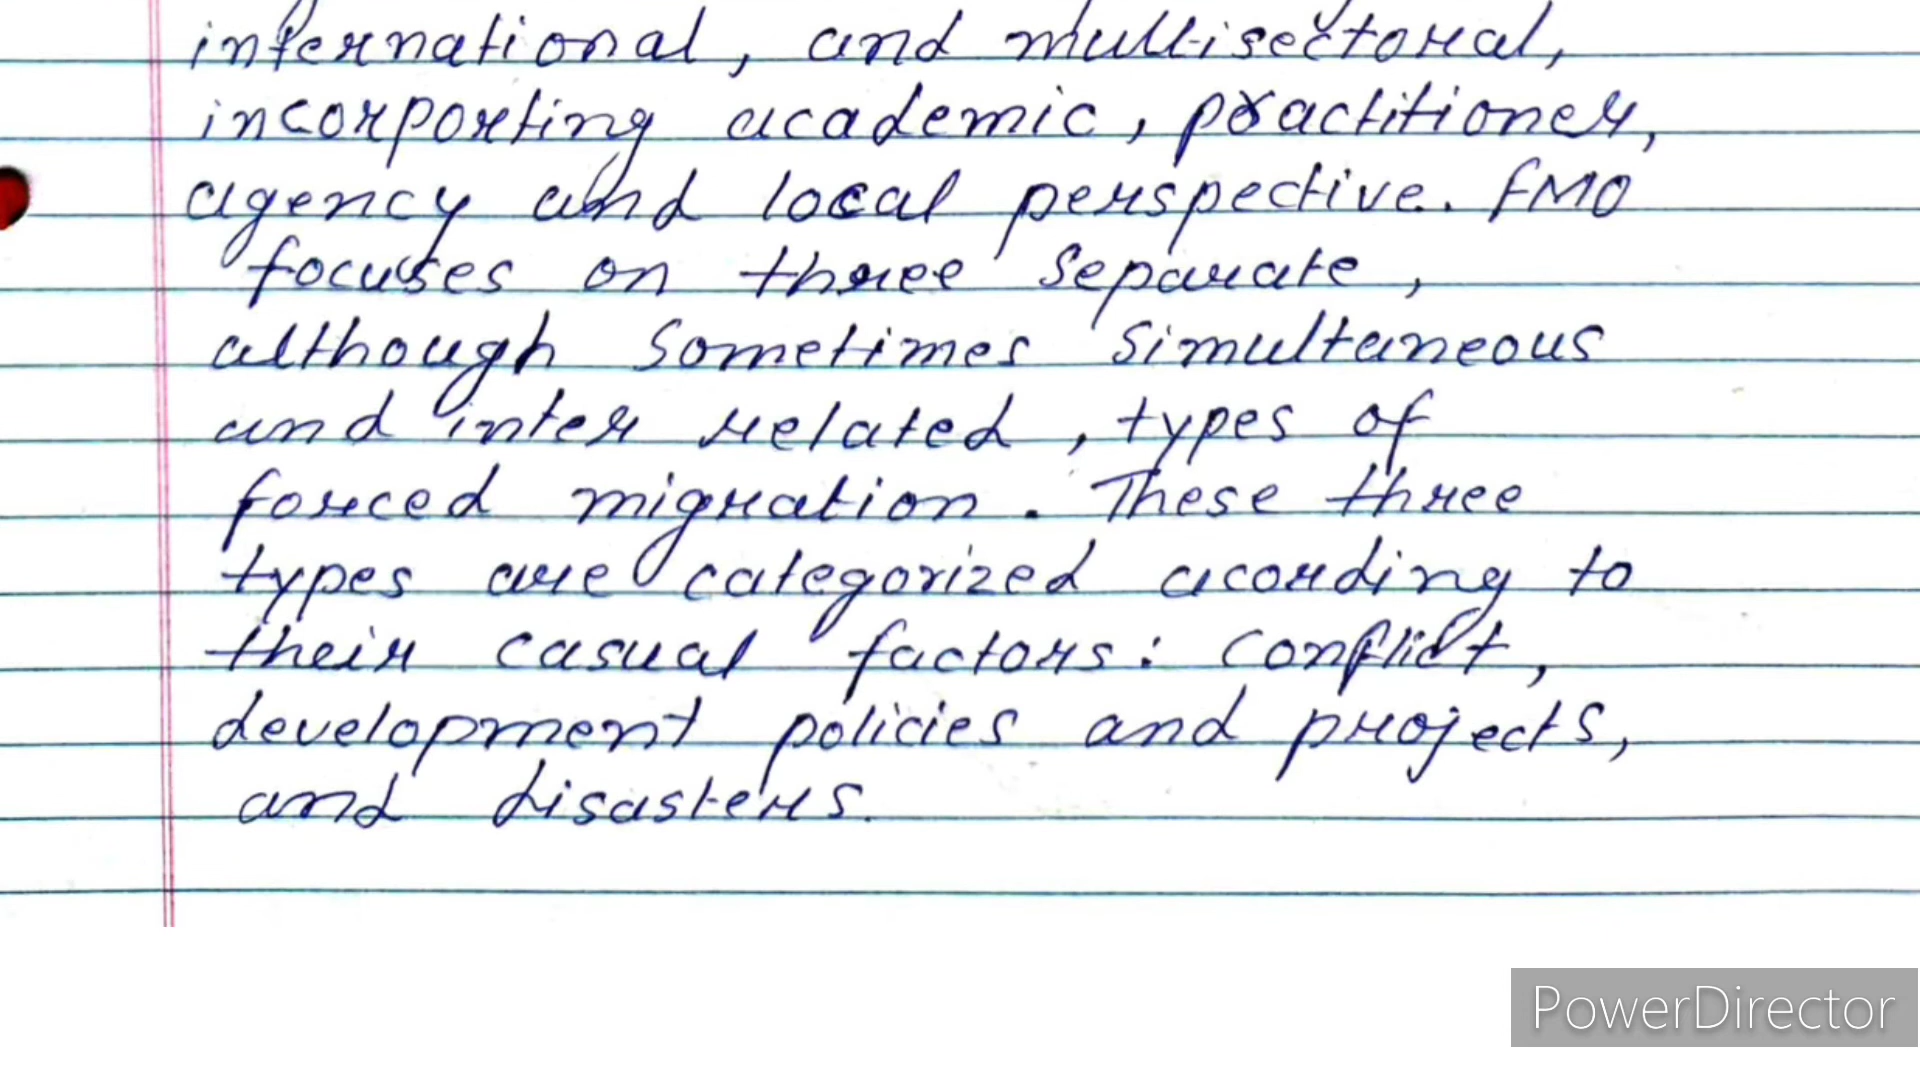 international, and multisectoral,
incorporting academic, practitioner,
agency and local perspective. FMO
focuses on three separate,
although sometimes simultaneous
and inter related, types of
forced migration. These three
types are categorized acording to
their casual factors: conflict,
development policies and projects,
and disasters.
PowerDirector